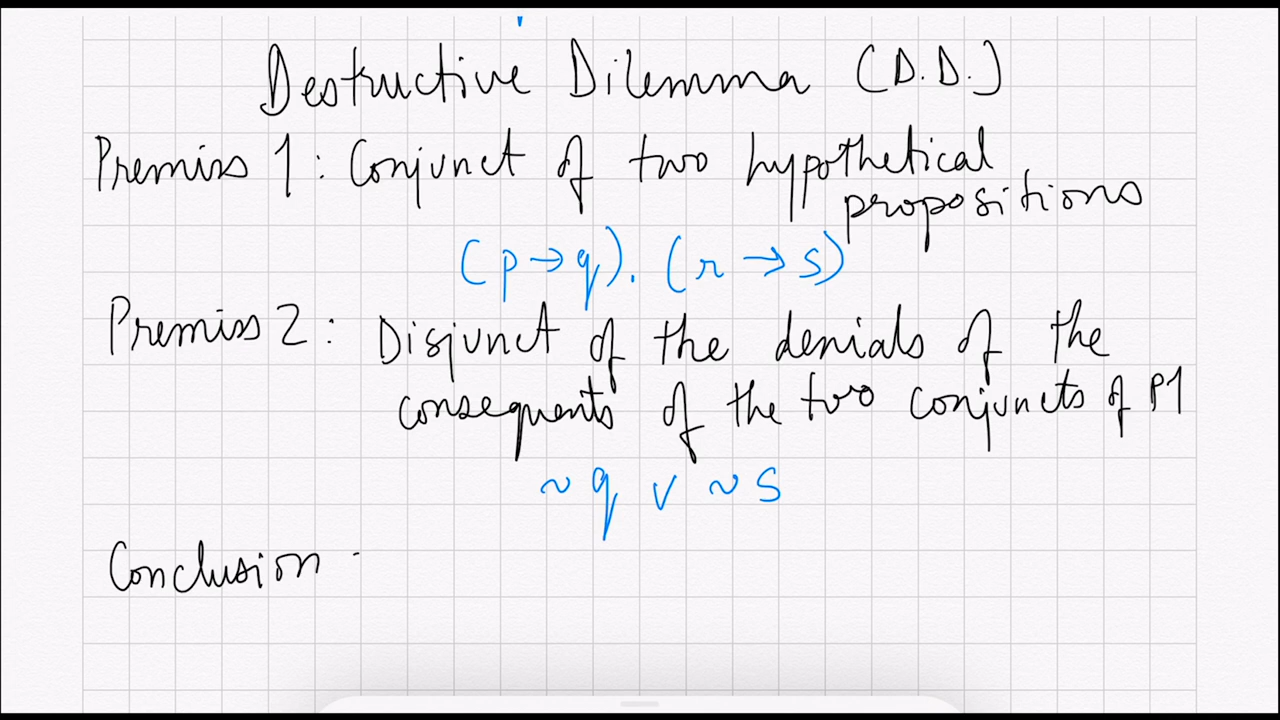 Destructive Dilemma (D.D.)
Premiss 1: Conjunct of two hypothetical
propositions
(p → q). (r → s)
Premiss 2: Disjunct of the denials of the
consequents of the two conjuncts of P1
~ q v ~ s
Conclusion